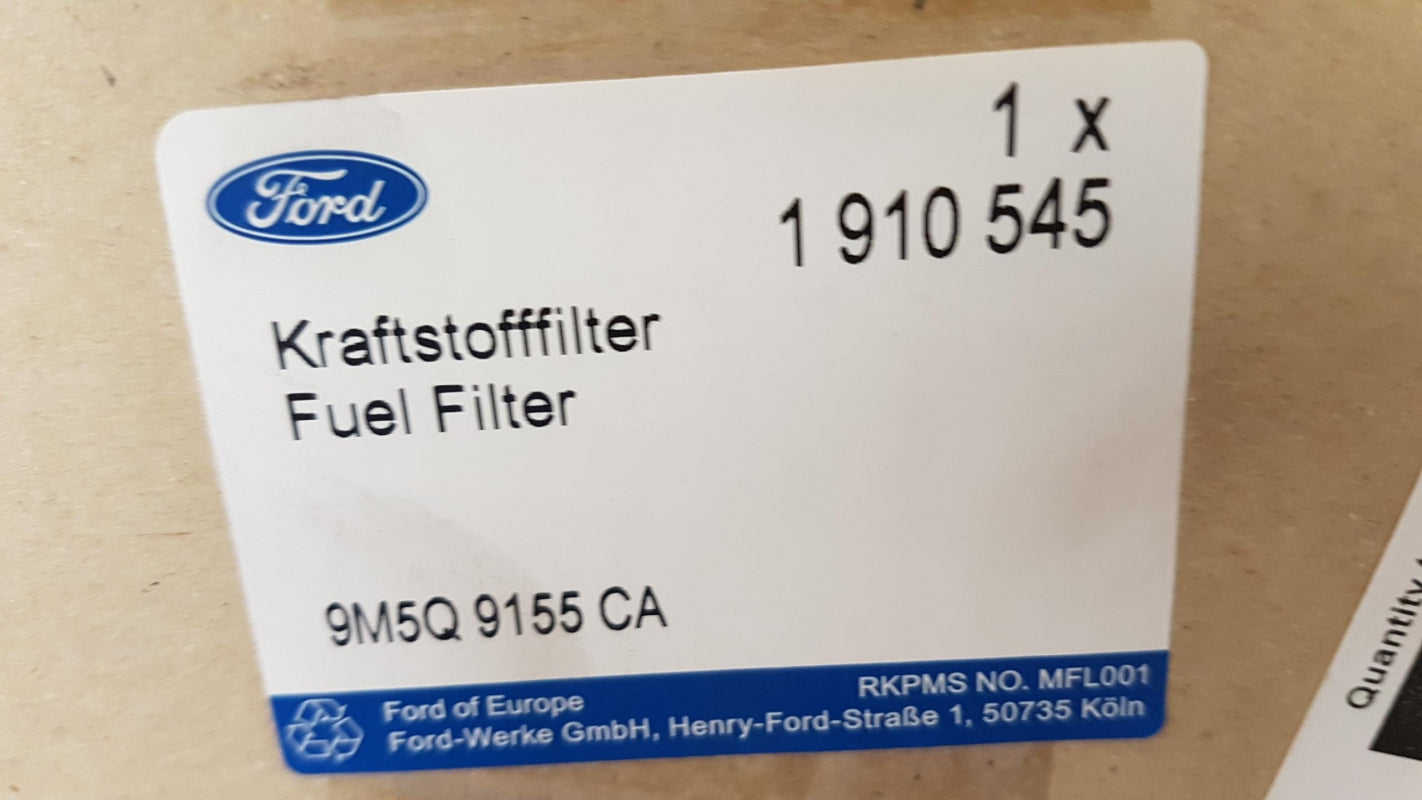 Ford
1 x
1 910 545
Kraftstofffilter
Fuel Filter
9M5Q 9155 CA
RKPMS NO. MFL001
Ford of Europe
Ford-Werke GmbH, Henry-Ford-Straße 1, 50735 Köln
Quantity